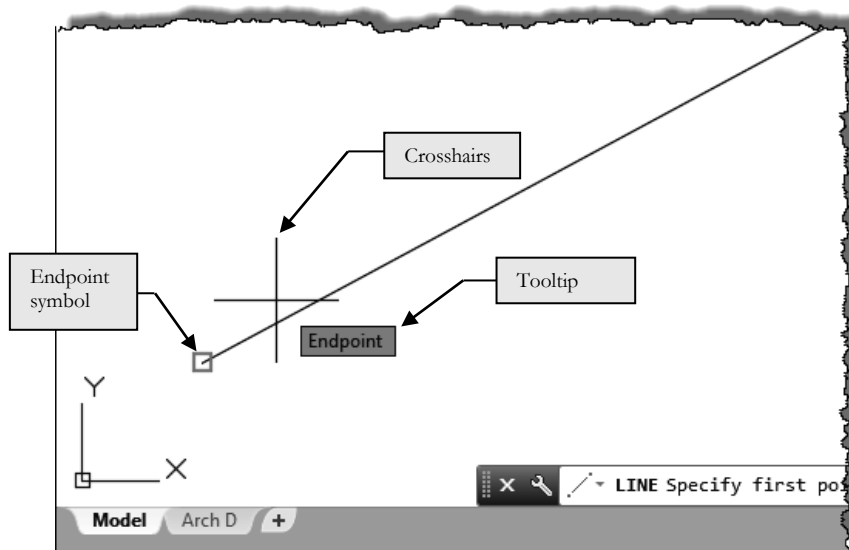 Crosshairs
Endpoint
symbol
Tooltip
Endpoint
Y
X
LINE Specify first poi
Model
Arch D
+